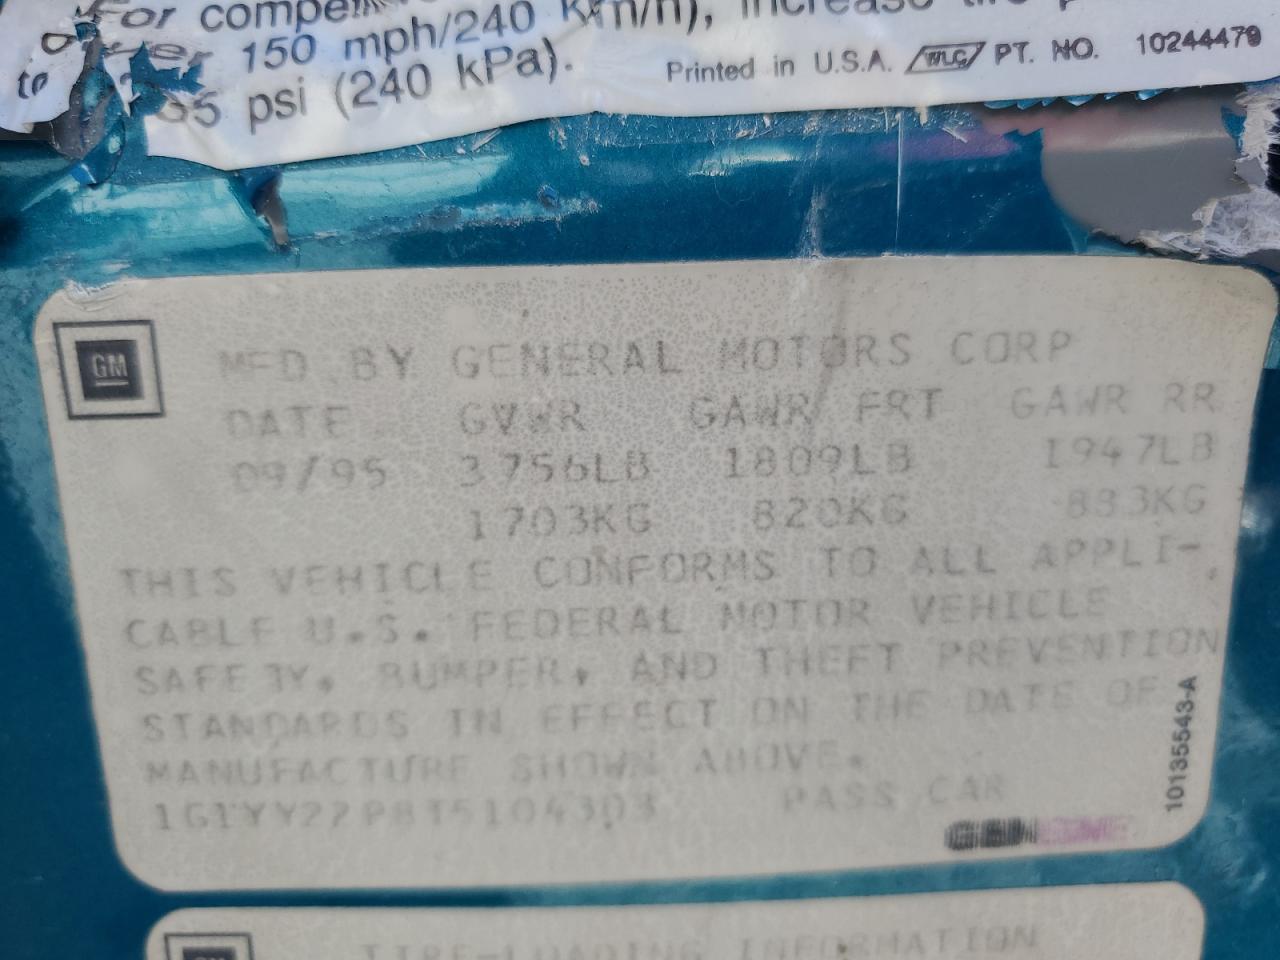 For
over 150 mph/240 Km/h), increase
to 35 psi (240 kPa).
Printed in U.S.A. WLG PT. NO. 10244479
GM
MFD BY GENERAL MOTORS CORP
DATE GVWR GAWR FRT GAWR RR
09/95 3756LB 1809LB 1947LB
1703KG 820KG 883KG
THIS VEHICLE CONFORMS TO ALL APPLI-
CABLE U.S. FEDERAL MOTOR VEHICLE
SAFETY, BUMPER, AND THEFT PREVENTION
STANDARDS IN EFFECT ON THE DATE OF
MANUFACTURE SHOWN ABOVE.
1G1YY22P8T5104303 PASS CAR
10135543-A
TIRE-LOADING INFORMATION